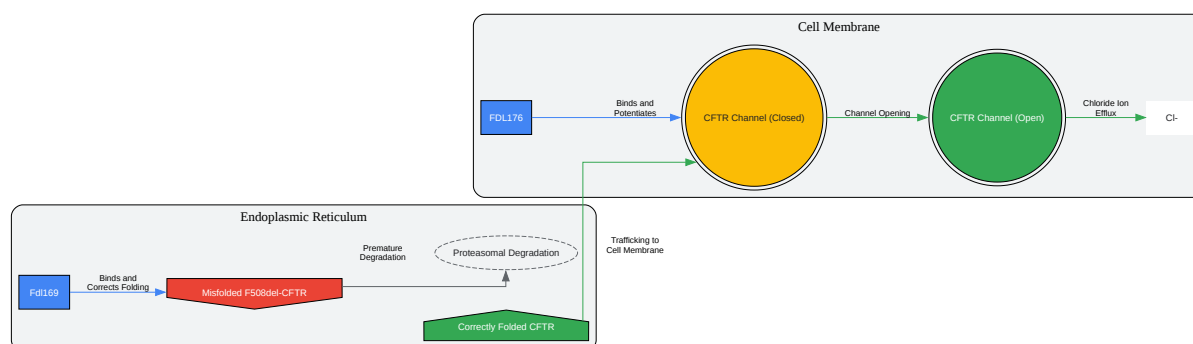 Cell Membrane
FDL176
Binds and
Potentiates
CFTR Channel (Closed)
Channel Opening
CFTR Channel (Open)
Chloride Ion
Efflux
Cl-
Endoplasmic Reticulum
Fdl169
Binds and
Corrects Folding
Misfolded F508del-CFTR
Premature
Degradation
Proteasomal Degradation
Trafficking to
Cell Membrane
Correctly Folded CFTR